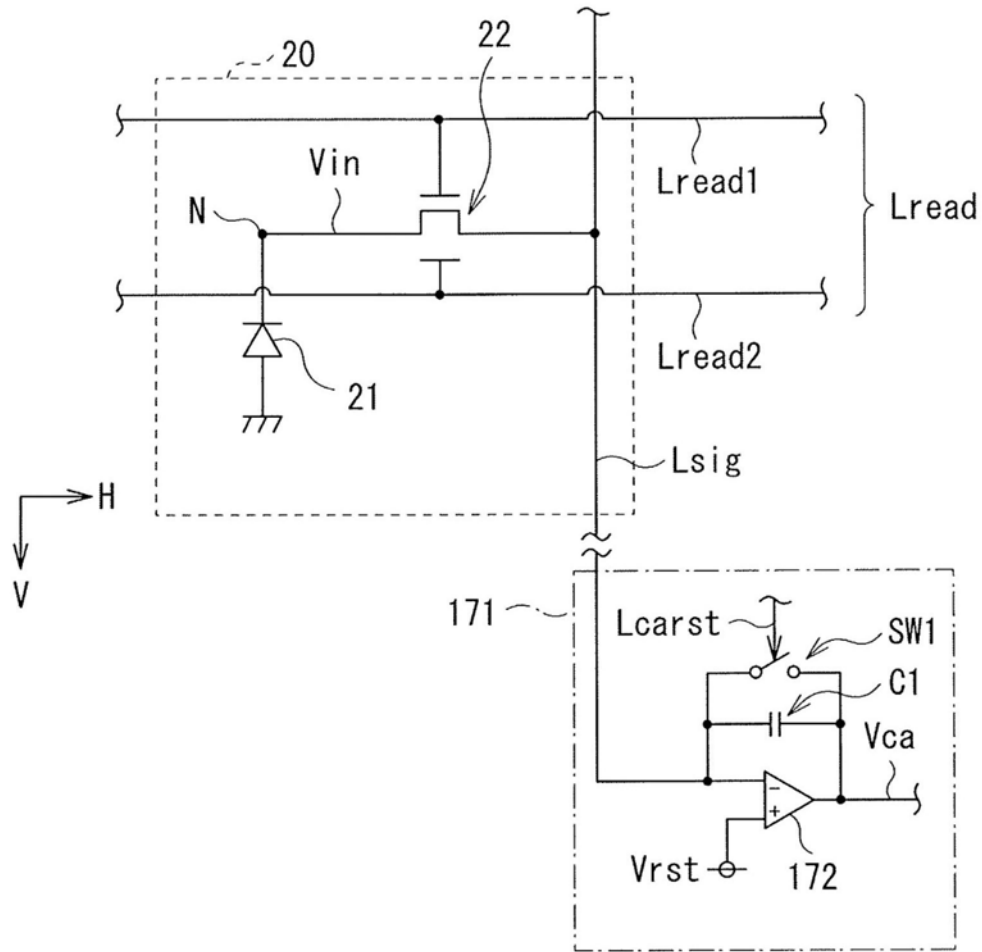 20
22
Lread1
Vin
Lread
N
Lread2
21
Lsig
H
V
171
Lcarst
SW1
C1
Vca
−
+
Vrst
172